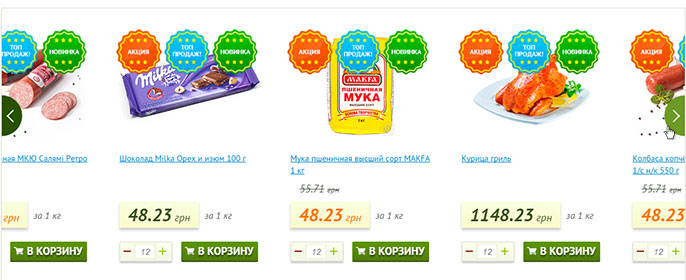 АКЦИЯ
ТОП ПРОДАЖ!
НОВИНКА
АКЦИЯ
ТОП ПРОДАЖ!
НОВИНКА
АКЦИЯ
ТОП ПРОДАЖ!
НОВИНКА
АКЦИЯ
ТОП ПРОДАЖ!
Milka
MAKFA
ПШЕНИЧНАЯ
МУКА
ВЫСШИЙ СОРТ
ная МКЮ Салямі Ретро
Шоколад Milka Орех и изюм 100 г
Мука пшеничная высший сорт MAKFA
1 кг
Курица гриль
Колбаса копч
1/с н/к 550 г
55.71 грн
55.71 грн
грн за 1 кг
48.23 грн за 1 кг
48.23 грн за 1 кг
1148.23 грн за 1 кг
48.23
В КОРЗИНУ
− 12 + В КОРЗИНУ
− 12 + В КОРЗИНУ
− 12 + В КОРЗИНУ
− 12 +